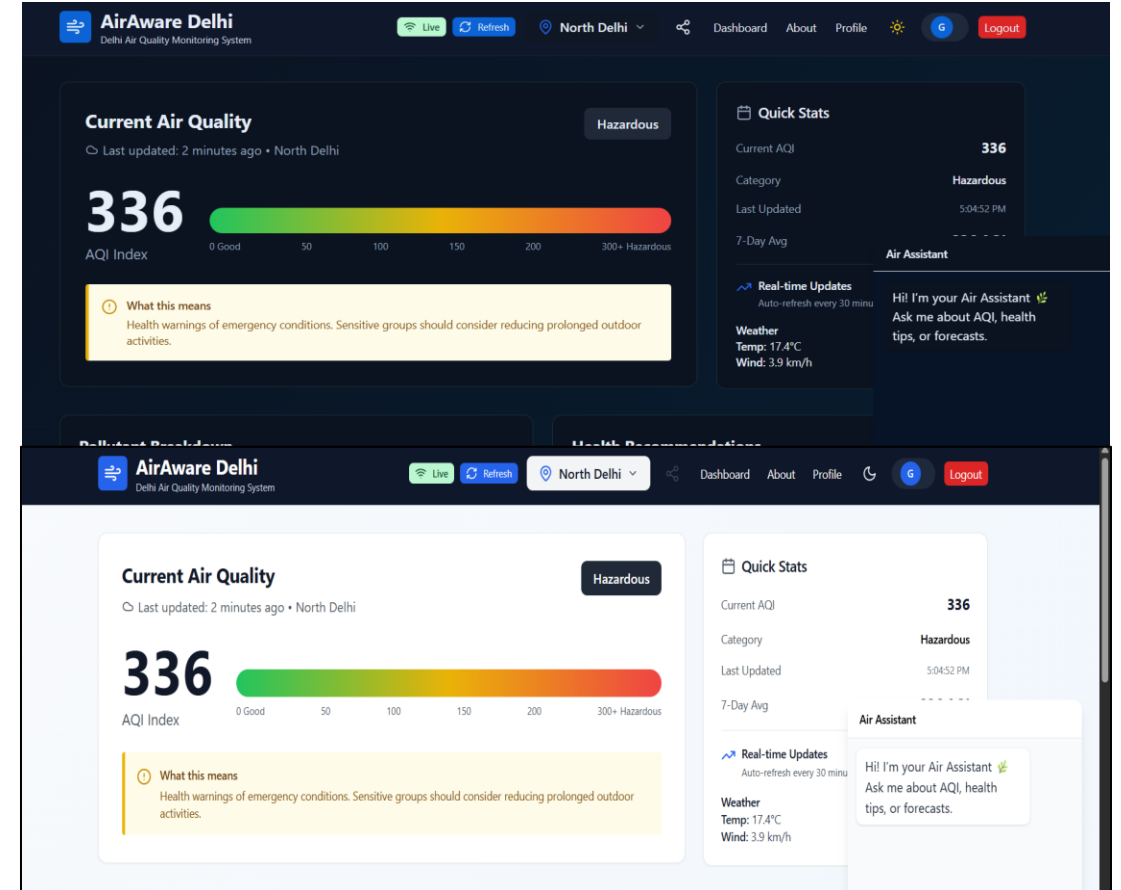 AirAware Delhi
Delhi Air Quality Monitoring System
Live
Refresh
North Delhi
Dashboard
About
Profile
G
Logout
Current Air Quality
Hazardous
Last updated: 2 minutes ago • North Delhi
336
AQI Index
0 Good 50 100 150 200 300+ Hazardous
What this means
Health warnings of emergency conditions. Sensitive groups should consider reducing prolonged outdoor
activities.
Quick Stats
Current AQI 336
Category Hazardous
Last Updated 5:04:52 PM
7-Day Avg
Real-time Updates
Auto-refresh every 30 minu
Weather
Temp: 17.4°C
Wind: 3.9 km/h
Air Assistant
Hi! I'm your Air Assistant 🌿
Ask me about AQI, health
tips, or forecasts.
Pollutant Breakdown
Health Recommendations
AirAware Delhi
Delhi Air Quality Monitoring System
Live
Refresh
North Delhi
Dashboard
About
Profile
G
Logout
Current Air Quality
Hazardous
Last updated: 2 minutes ago • North Delhi
336
AQI Index
0 Good 50 100 150 200 300+ Hazardous
What this means
Health warnings of emergency conditions. Sensitive groups should consider reducing prolonged outdoor
activities.
Quick Stats
Current AQI 336
Category Hazardous
Last Updated 5:04:52 PM
7-Day Avg
Real-time Updates
Auto-refresh every 30 minu
Weather
Temp: 17.4°C
Wind: 3.9 km/h
Air Assistant
Hi! I'm your Air Assistant 🌿
Ask me about AQI, health
tips, or forecasts.